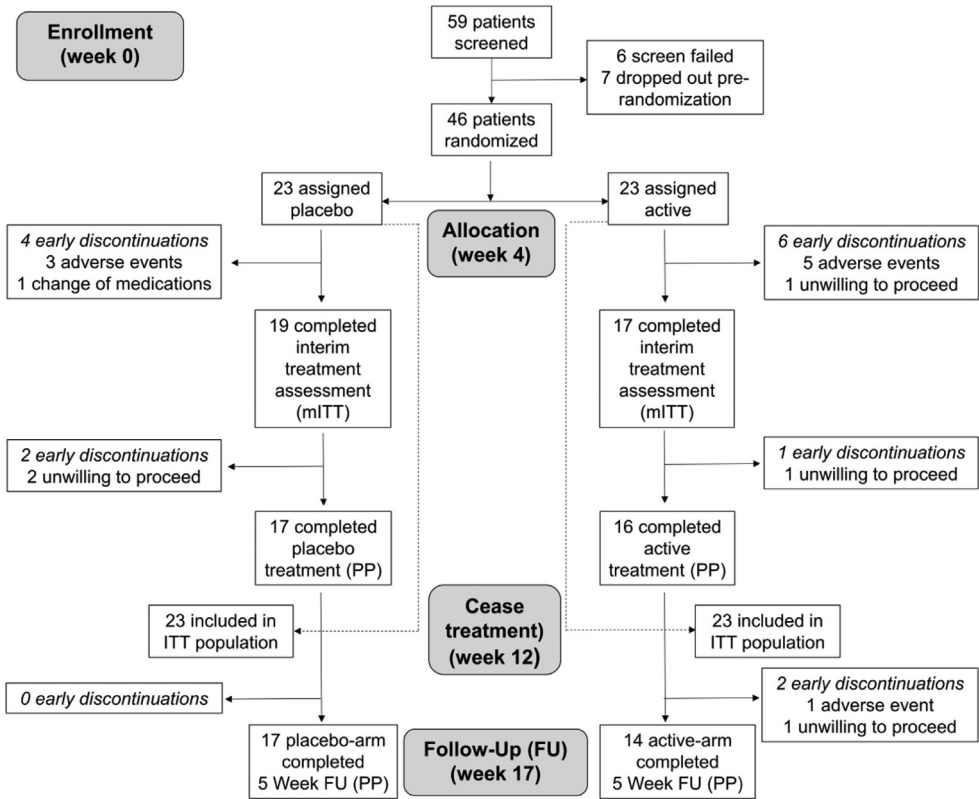 Enrollment
(week 0)
59 patients
screened
6 screen failed
7 dropped out pre-
randomization
46 patients
randomized
23 assigned
placebo
23 assigned
active
Allocation
(week 4)
4 early discontinuations
3 adverse events
1 change of medications
6 early discontinuations
5 adverse events
1 unwilling to proceed
19 completed
interim
treatment
assessment
(mITT)
17 completed
interim
treatment
assessment
(mITT)
2 early discontinuations
2 unwilling to proceed
1 early discontinuations
1 unwilling to proceed
17 completed
placebo
treatment (PP)
16 completed
active
treatment (PP)
Cease
treatment)
(week 12)
23 included in
ITT population
23 included in
ITT population
0 early discontinuations
2 early discontinuations
1 adverse event
1 unwilling to proceed
17 placebo-arm
completed
5 Week FU (PP)
Follow-Up (FU)
(week 17)
14 active-arm
completed
5 Week FU (PP)